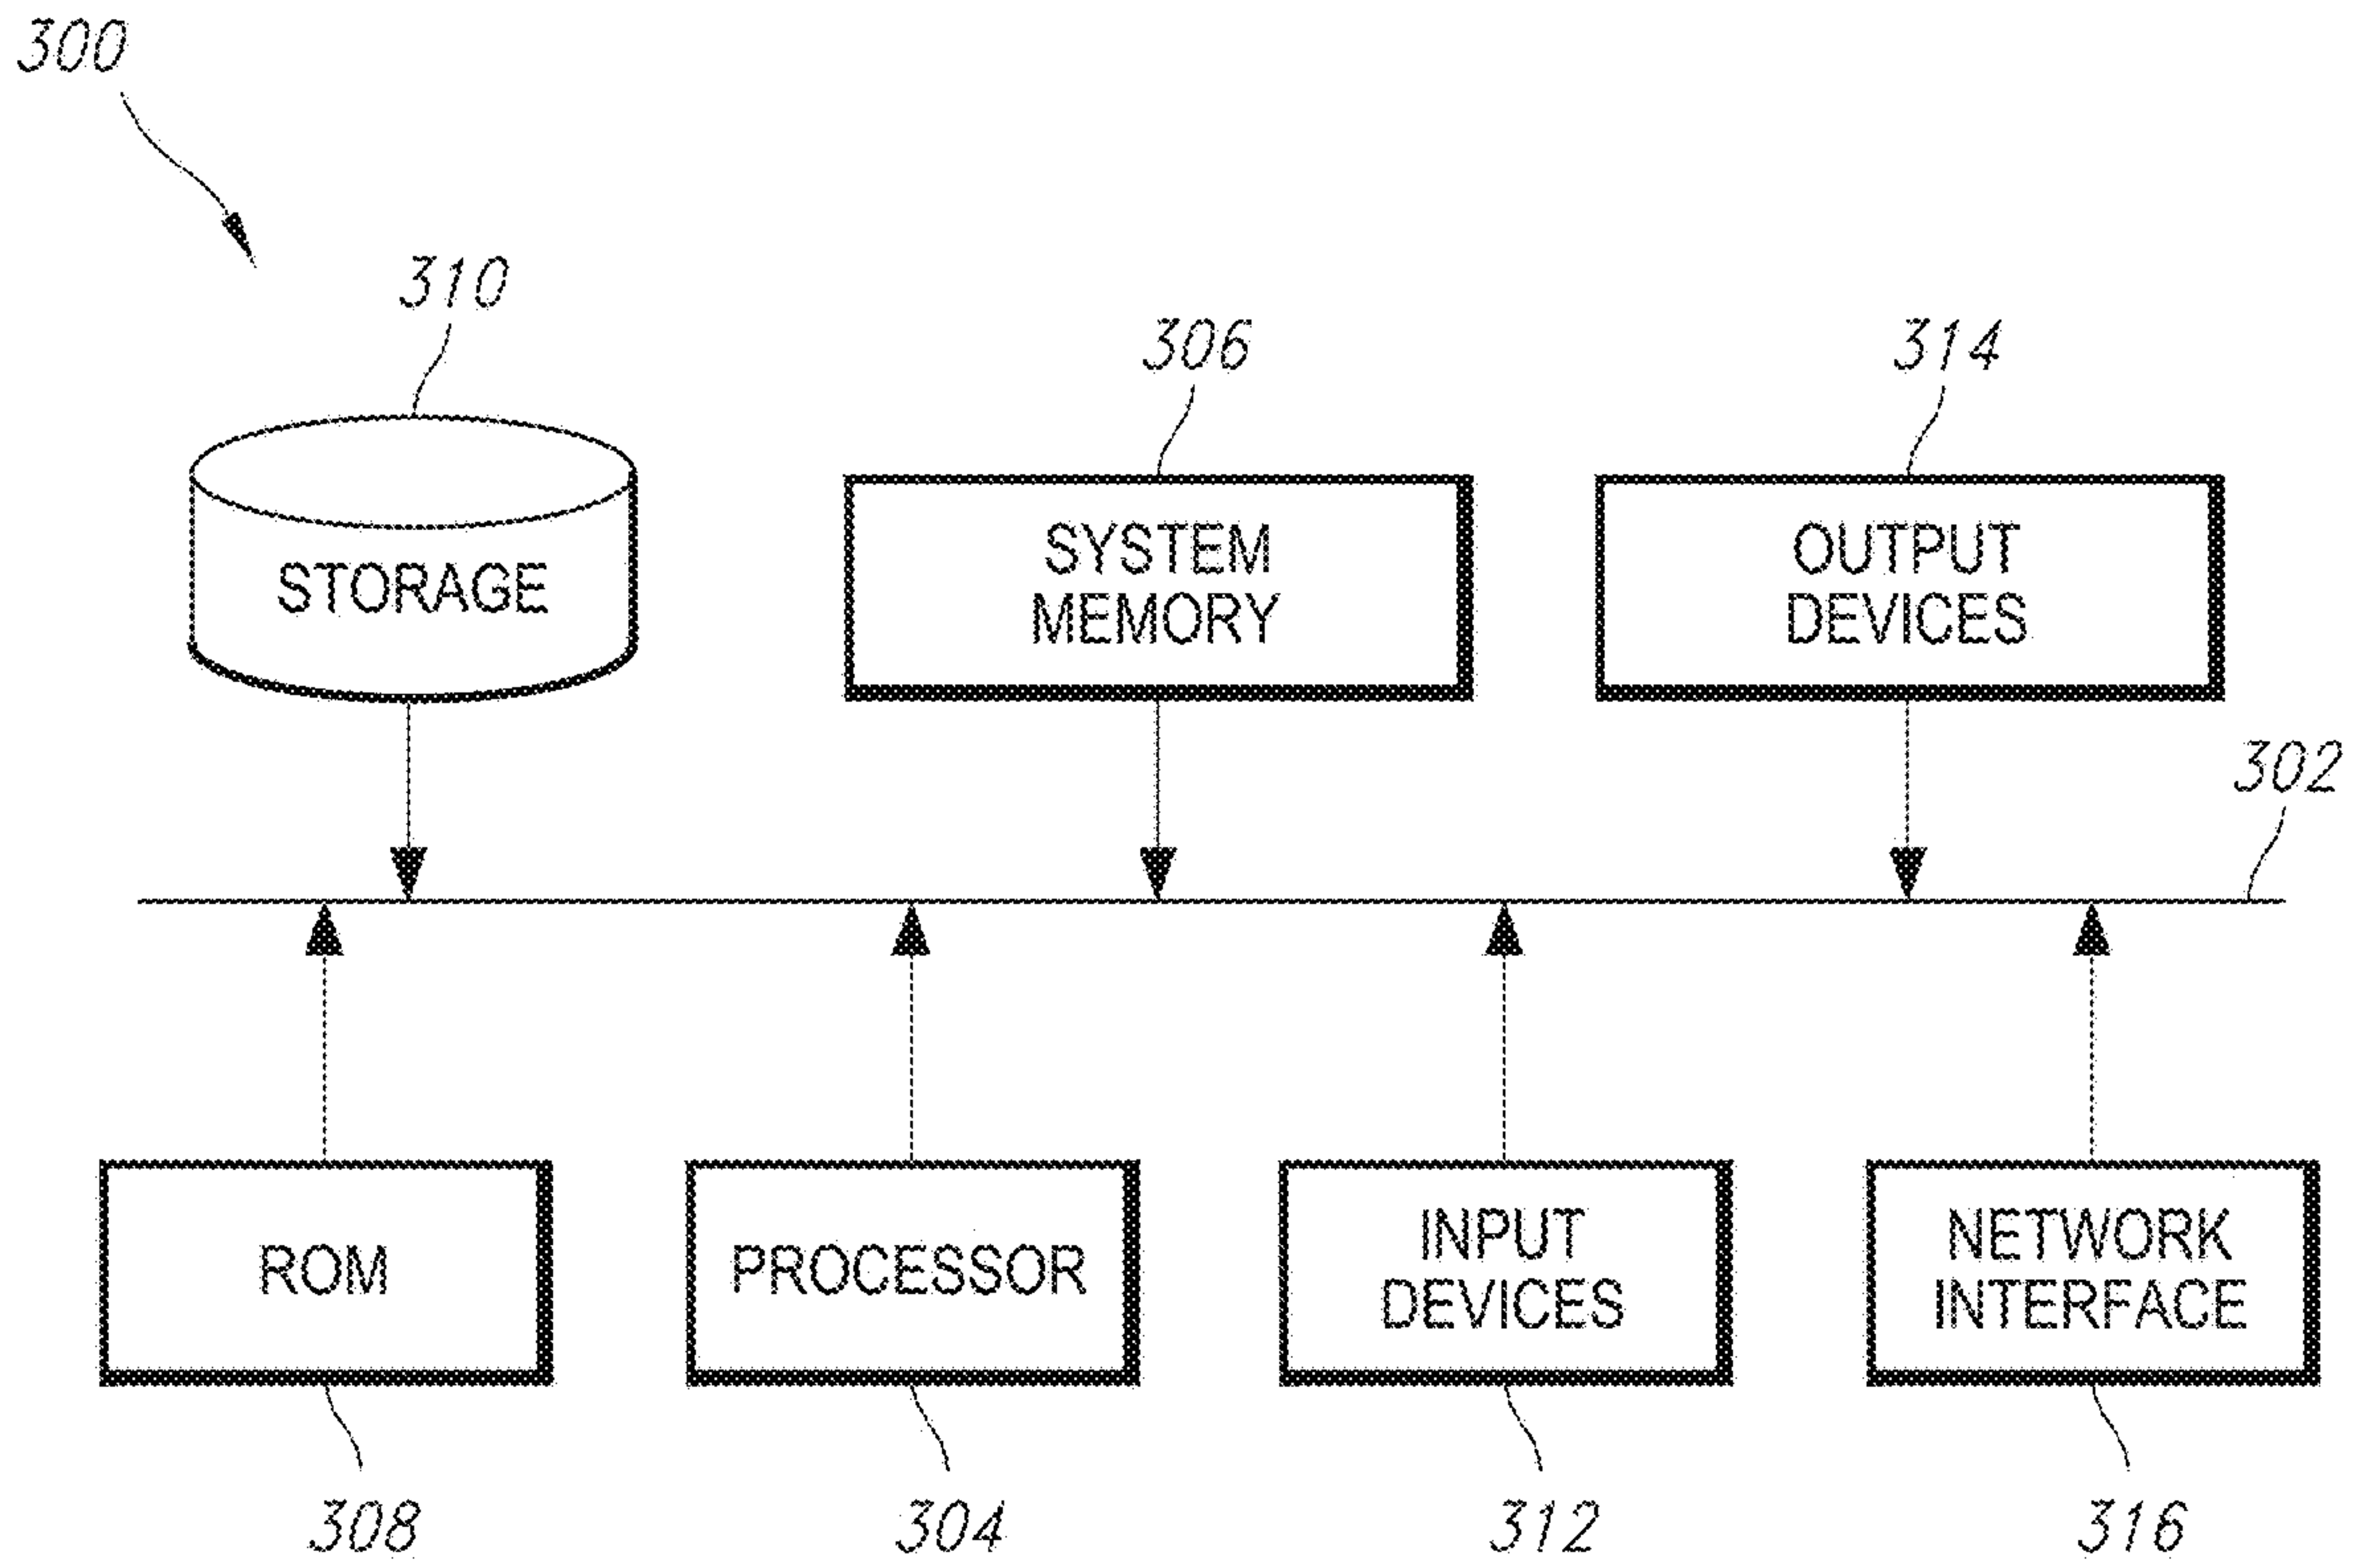 300
310
306
314
STORAGE
SYSTEM
MEMORY
OUTPUT
DEVICES
302
ROM
PROCESSOR
INPUT
DEVICES
NETWORK
INTERFACE
308
304
312
316